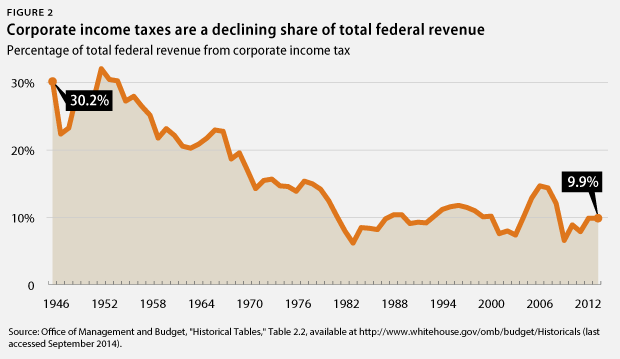 FIGURE 2
Corporate income taxes are a declining share of total federal revenue
Percentage of total federal revenue from corporate income tax
30%
30.2%
20%
9.9%
10%
0
1946 1952 1958 1964 1970 1976 1982 1988 1994 2000 2006 2012
Source: Office of Management and Budget, "Historical Tables," Table 2.2, available at http://www.whitehouse.gov/omb/budget/Historicals (last
accessed September 2014).